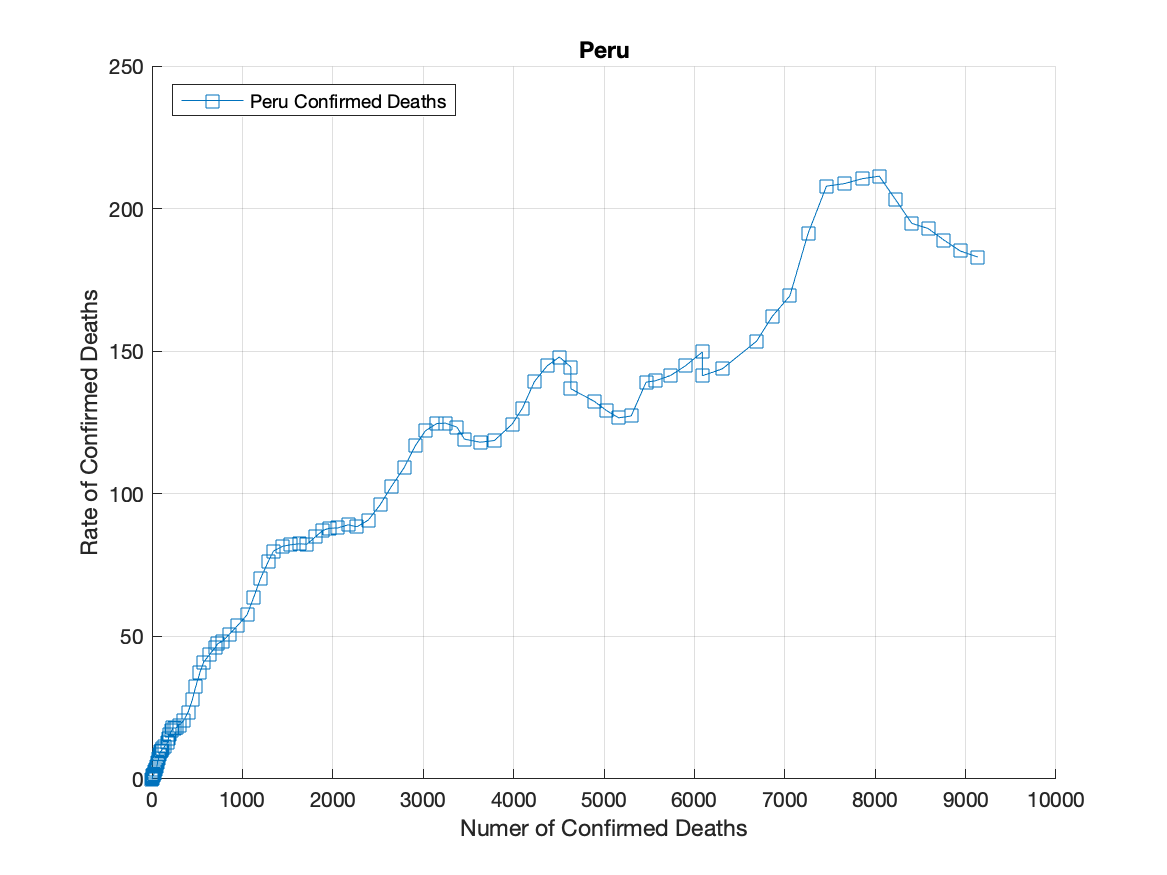 Peru
250
Peru Confirmed Deaths
200
150
100
50
0
Rate of Confirmed Deaths
0 1000 2000 3000 4000 5000 6000 7000 8000 9000 10000
Numer of Confirmed Deaths